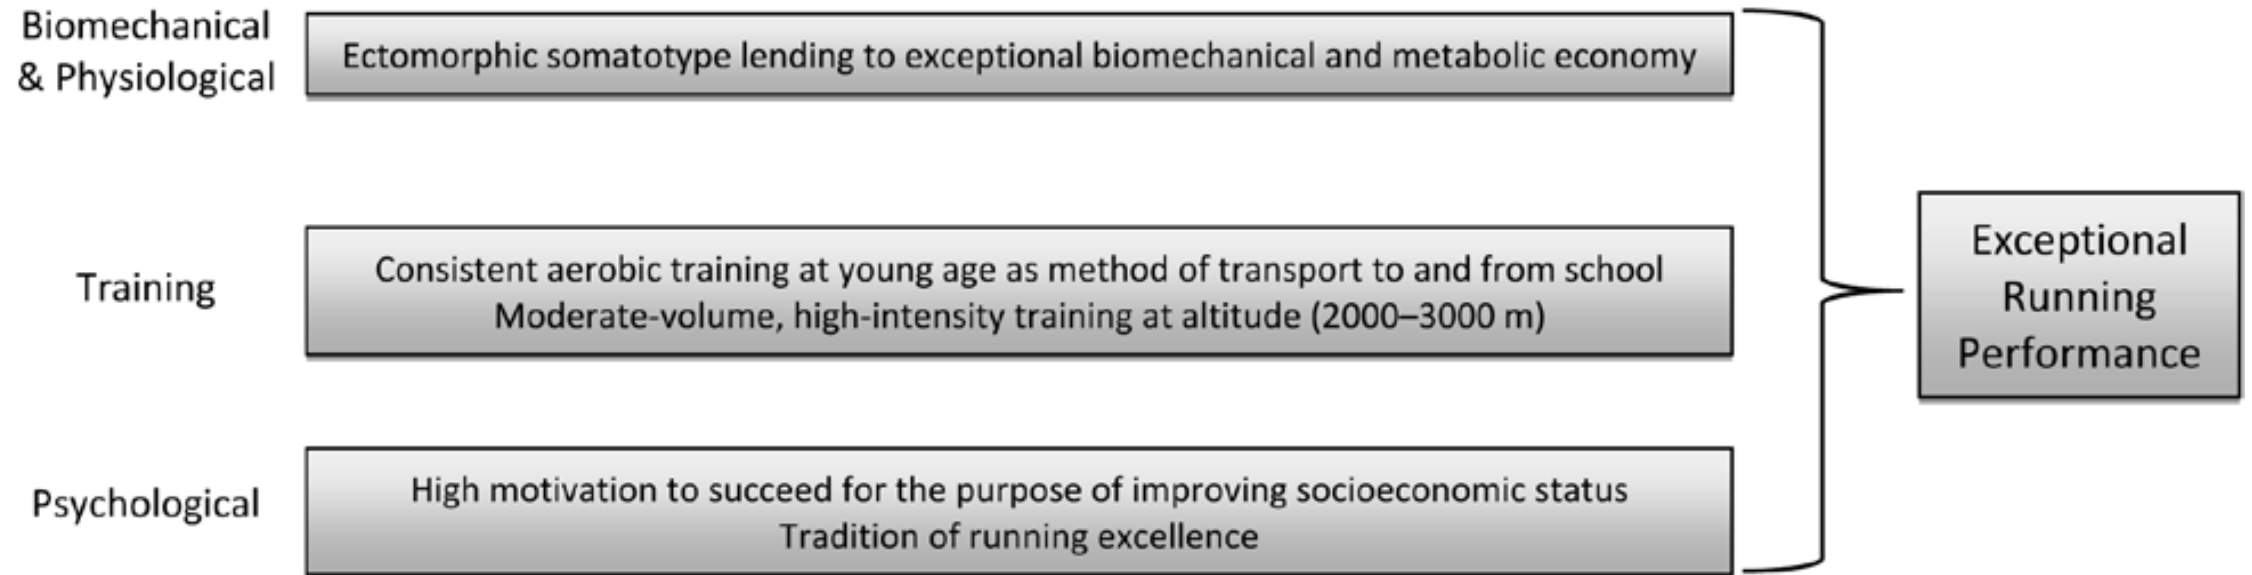 Biomechanical
& Physiological
Ectomorphic somatotype lending to exceptional biomechanical and metabolic economy
Training
Consistent aerobic training at young age as method of transport to and from school
Moderate-volume, high-intensity training at altitude (2000–3000 m)
Psychological
High motivation to succeed for the purpose of improving socioeconomic status
Tradition of running excellence
Exceptional
Running
Performance